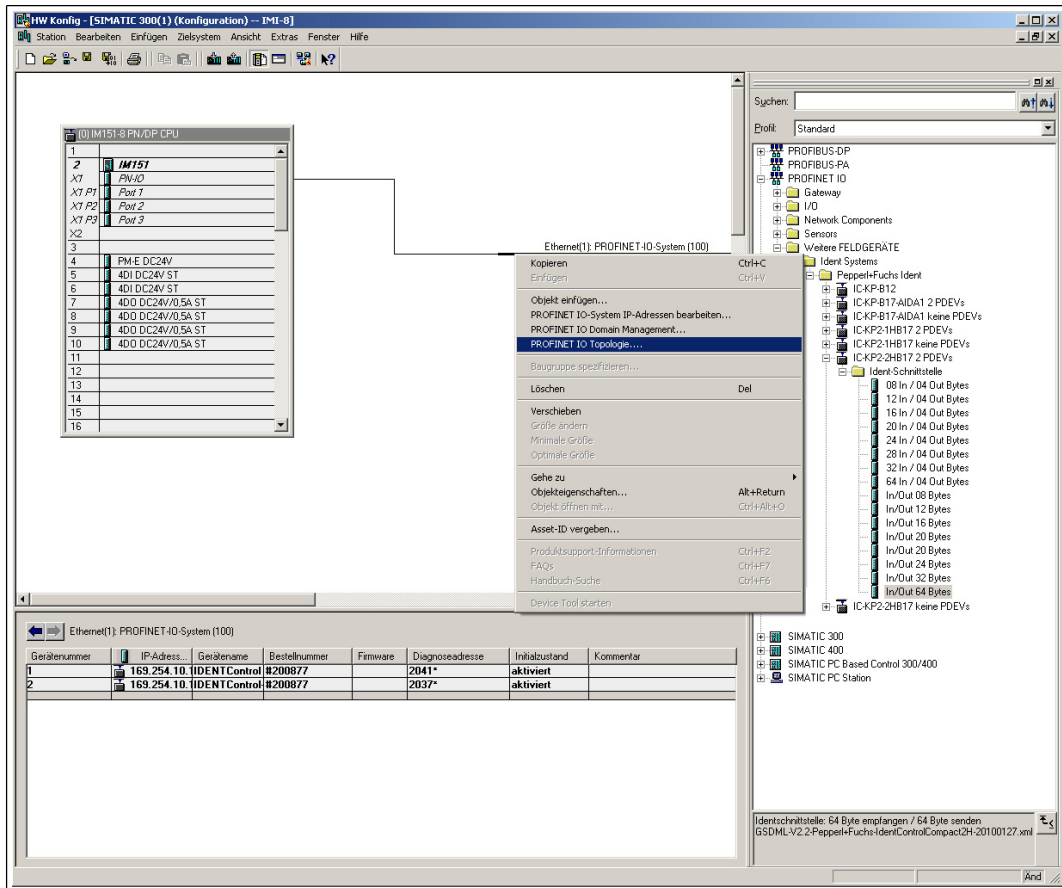 HW Konfig - [SIMATIC 300(1) (Konfiguration) -- IMI-8]
Station Bearbeiten Einfügen Zielsystem Ansicht Extras Fenster Hilfe
(0) IM151-8 PN/DP CPU
1
2 IM151
X1 PN-IO
X1 P1 Port 1
X1 P2 Port 2
X1 P3 Port 3
X2
3
4 PM-E DC24V
5 4DI DC24V ST
6 4DI DC24V ST
7 4DO DC24V/0,5A ST
8 4DO DC24V/0,5A ST
9 4DO DC24V/0,5A ST
10 4DO DC24V/0,5A ST
11
12
13
14
15
16
Ethernet(1): PROFINET-IO-System (100)
Kopieren Ctrl+C
Einfügen Ctrl+V
Objekt einfügen...
PROFINET IO-System IP-Adressen bearbeiten...
PROFINET IO Domain Management...
PROFINET IO Topologie....
Baugruppe spezifizieren...
Löschen Del
Verschieben
Größe ändern
Minimale Größe
Optimale Größe
Gehe zu
Objekteigenschaften... Alt+Return
Objekt öffnen mit... Ctrl+Alt+O
Asset-ID vergeben...
Produktsupport-Informationen Ctrl+F2
FAQs Ctrl+F7
Handbuch-Suche Ctrl+F6
Device Tool starten
Suchen:
Profil: Standard
PROFIBUS-DP
PROFIBUS-PA
PROFINET IO
Gateway
I/O
Network Components
Sensors
Weitere FELDGERÄTE
Ident Systems
Pepperl+Fuchs Ident
IC-KP-B12
IC-KP-B17-AIDA1 2 PDEVs
IC-KP-B17-AIDA1 keine PDEVs
IC-KP2-1HB17 2 PDEVs
IC-KP2-1HB17 keine PDEVs
IC-KP2-2HB17 2 PDEVs
Ident-Schnittstelle
08 In / 04 Out Bytes
12 In / 04 Out Bytes
16 In / 04 Out Bytes
20 In / 04 Out Bytes
24 In / 04 Out Bytes
28 In / 04 Out Bytes
32 In / 04 Out Bytes
64 In / 04 Out Bytes
In/Out 08 Bytes
In/Out 12 Bytes
In/Out 16 Bytes
In/Out 20 Bytes
In/Out 20 Bytes
In/Out 24 Bytes
In/Out 32 Bytes
In/Out 64 Bytes
IC-KP2-2HB17 keine PDEVs
SIMATIC 300
SIMATIC 400
SIMATIC PC Based Control 300/400
SIMATIC PC Station
Ethernet(1): PROFINET-IO-System (100)
Gerätenummer IP-Adress... Gerätename Bestellnummer Firmware Diagnoseadresse Initialzustand Kommentar
1 169.254.10.1 IDENTControl #200877 2041* aktiviert
2 169.254.10.1 IDENTControl- #200877 2037* aktiviert
Identschnittstelle: 64 Byte empfangen / 64 Byte senden
GSDML-V2.2-Pepperl+Fuchs-IdentControlCompact2H-20100127.xml
Änd